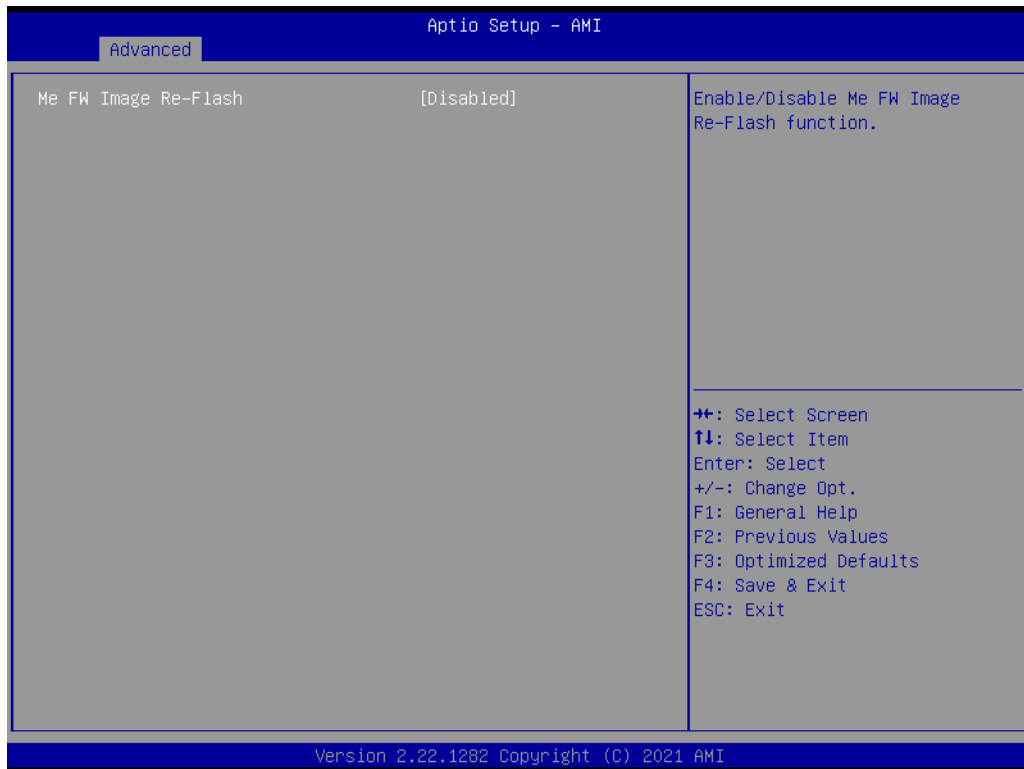 Aptio Setup – AMI
Advanced
Me FW Image Re-Flash [Disabled]
Enable/Disable Me FW Image
Re-Flash function.
→←: Select Screen
↑↓: Select Item
Enter: Select
+/-: Change Opt.
F1: General Help
F2: Previous Values
F3: Optimized Defaults
F4: Save & Exit
ESC: Exit
Version 2.22.1282 Copyright (C) 2021 AMI